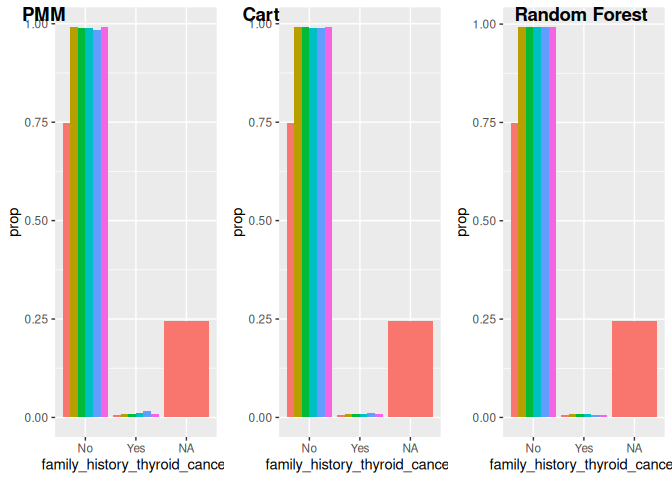 PMM
1.00
0.75
0.50
0.25
0.00
prop
No Yes NA
family_history_thyroid_cance
Cart
1.00
0.75
0.50
0.25
0.00
prop
No Yes NA
family_history_thyroid_cance
Random Forest
1.00
0.75
0.50
0.25
0.00
prop
No Yes NA
family_history_thyroid_cance